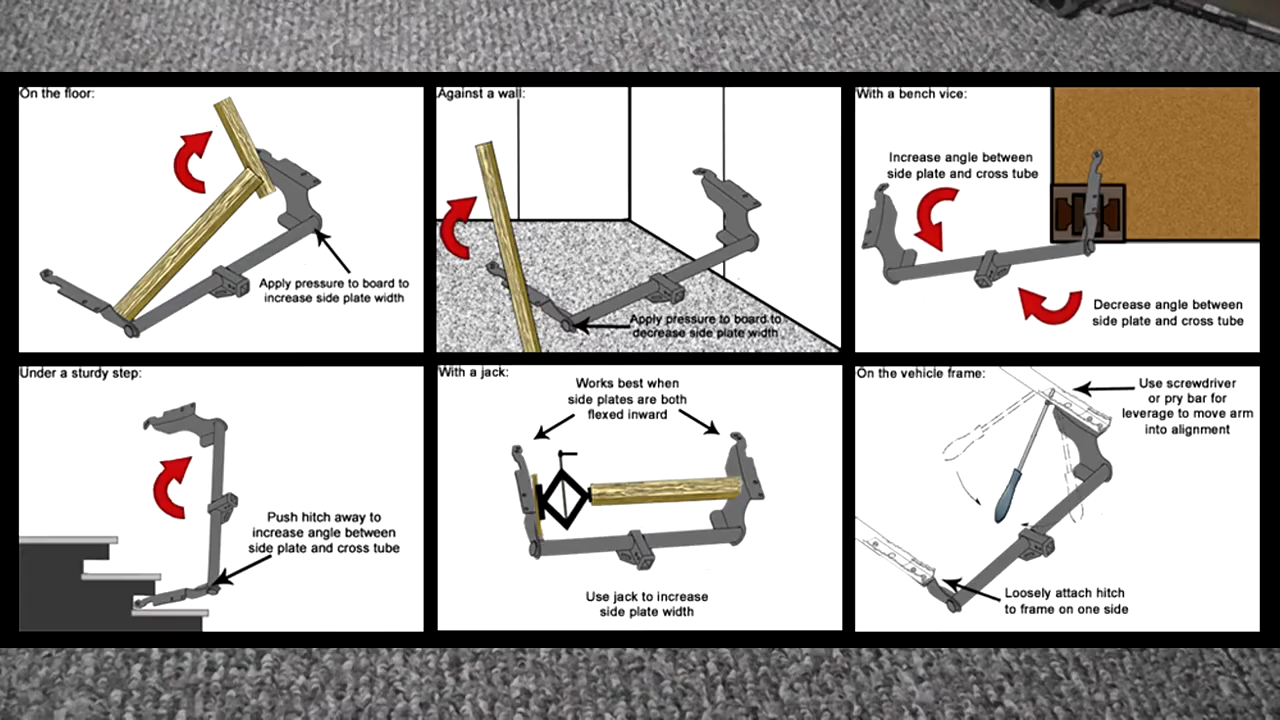 On the floor:
Apply pressure to board to
increase side plate width
Against a wall:
Apply pressure to board to
decrease side plate width
With a bench vice:
Increase angle between
side plate and cross tube
Decrease angle between
side plate and cross tube
Under a sturdy step:
Push hitch away to
increase angle between
side plate and cross tube
With a jack:
Works best when
side plates are both
flexed inward
Use jack to increase
side plate width
On the vehicle frame:
Use screwdriver
or pry bar for
leverage to move arm
into alignment
Loosely attach hitch
to frame on one side